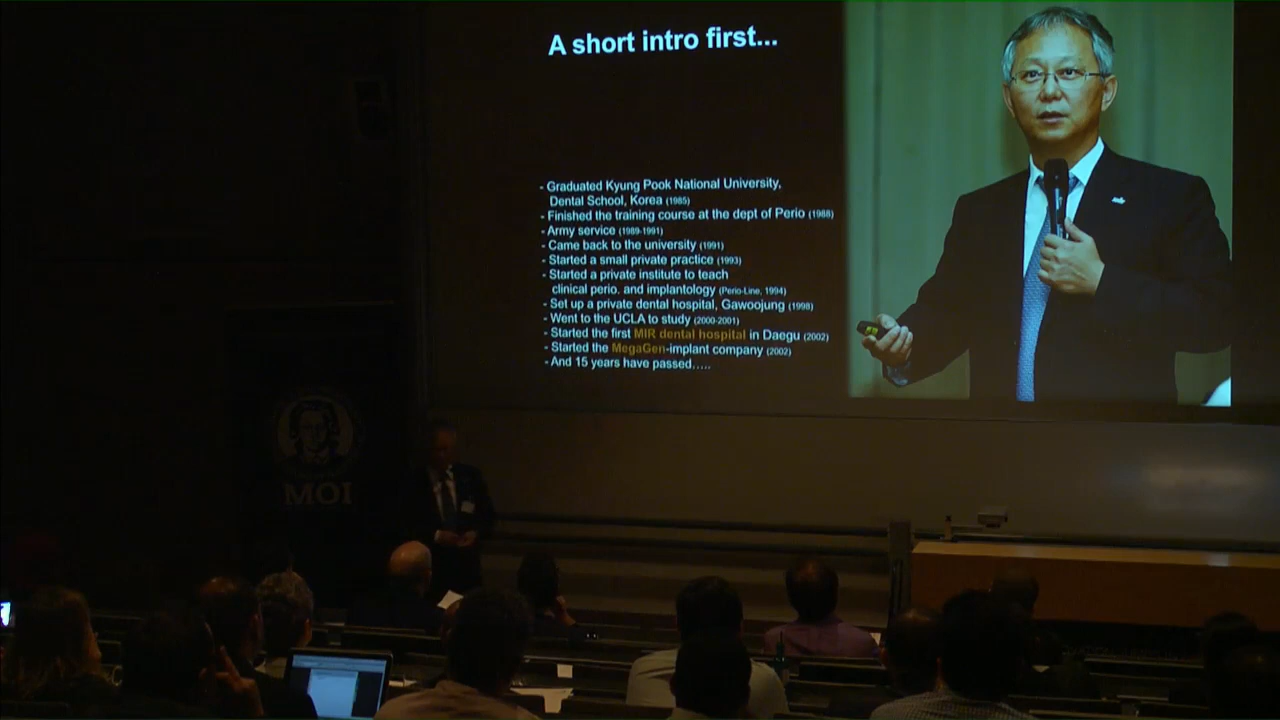 A short intro first...
- Graduated Kyung Pook National University,
Dental School, Korea (1985)
- Finished the training course at the dept of Perio (1988)
- Army service (1989-1991)
- Came back to the university (1991)
- Started a small private practice (1993)
- Started a private institute to teach
clinical perio. and implantology (Perio-Line, 1994)
- Set up a private dental hospital, Gawoojung (1998)
- Went to the UCLA to study (2000-2001)
- Started the first MIR dental hospital in Daegu (2002)
- Started the MegaGen-implant company (2002)
- And 15 years have passed.....
MOI